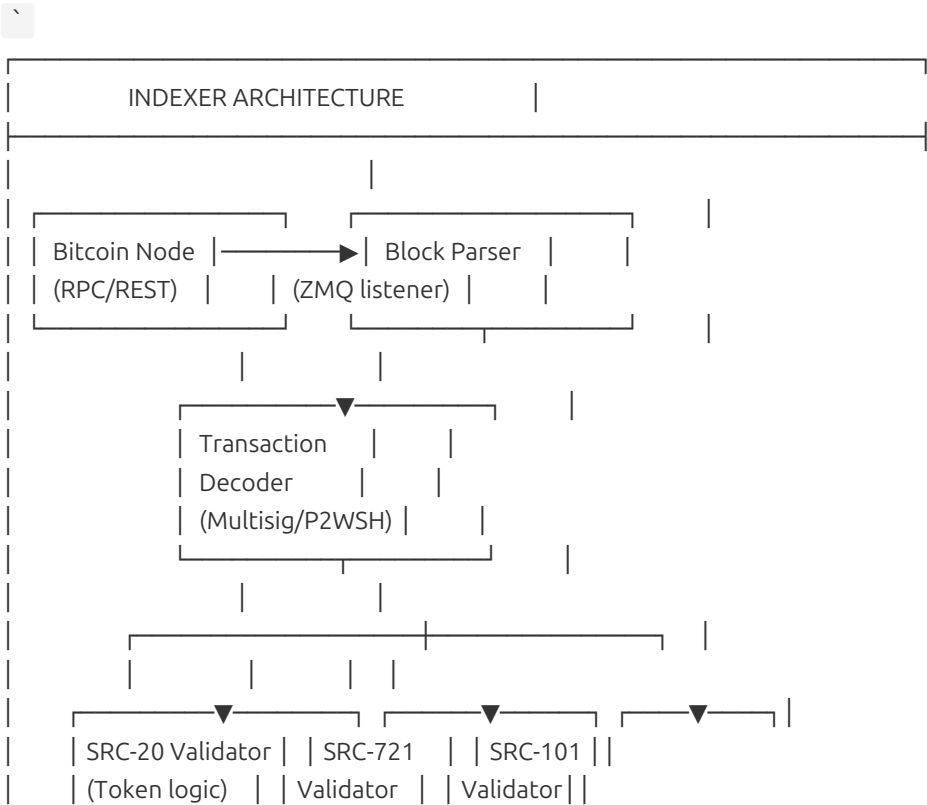 `
┌─────────────────────────────────────────────────────────────┐
│ INDEXER ARCHITECTURE │
├─────────────────────────────────────────────────────────────┤
│ │
│ ┌────────────────┐ ┌──────────────────┐ │
│ │ Bitcoin Node │────────▶│ Block Parser │ │
│ │ (RPC/REST) │ │ (ZMQ listener) │ │
│ └────────────────┘ └────────┬─────────┘ │
│ │ │
│ ┌──────────▼─────────┐ │
│ │ Transaction │ │
│ │ Decoder │ │
│ │ (Multisig/P2WSH) │ │
│ └──────────┬─────────┘ │
│ │ │
│ ┌───────────────────┼───────────────┐ │
│ │ │ │ │
│ ┌─────────▼────────┐ ┌──────▼──────┐ ┌────▼────┐│
│ │ SRC-20 Validator │ │ SRC-721 │ │ SRC-101 ││
│ │ (Token logic) │ │ Validator │ │ Validator││